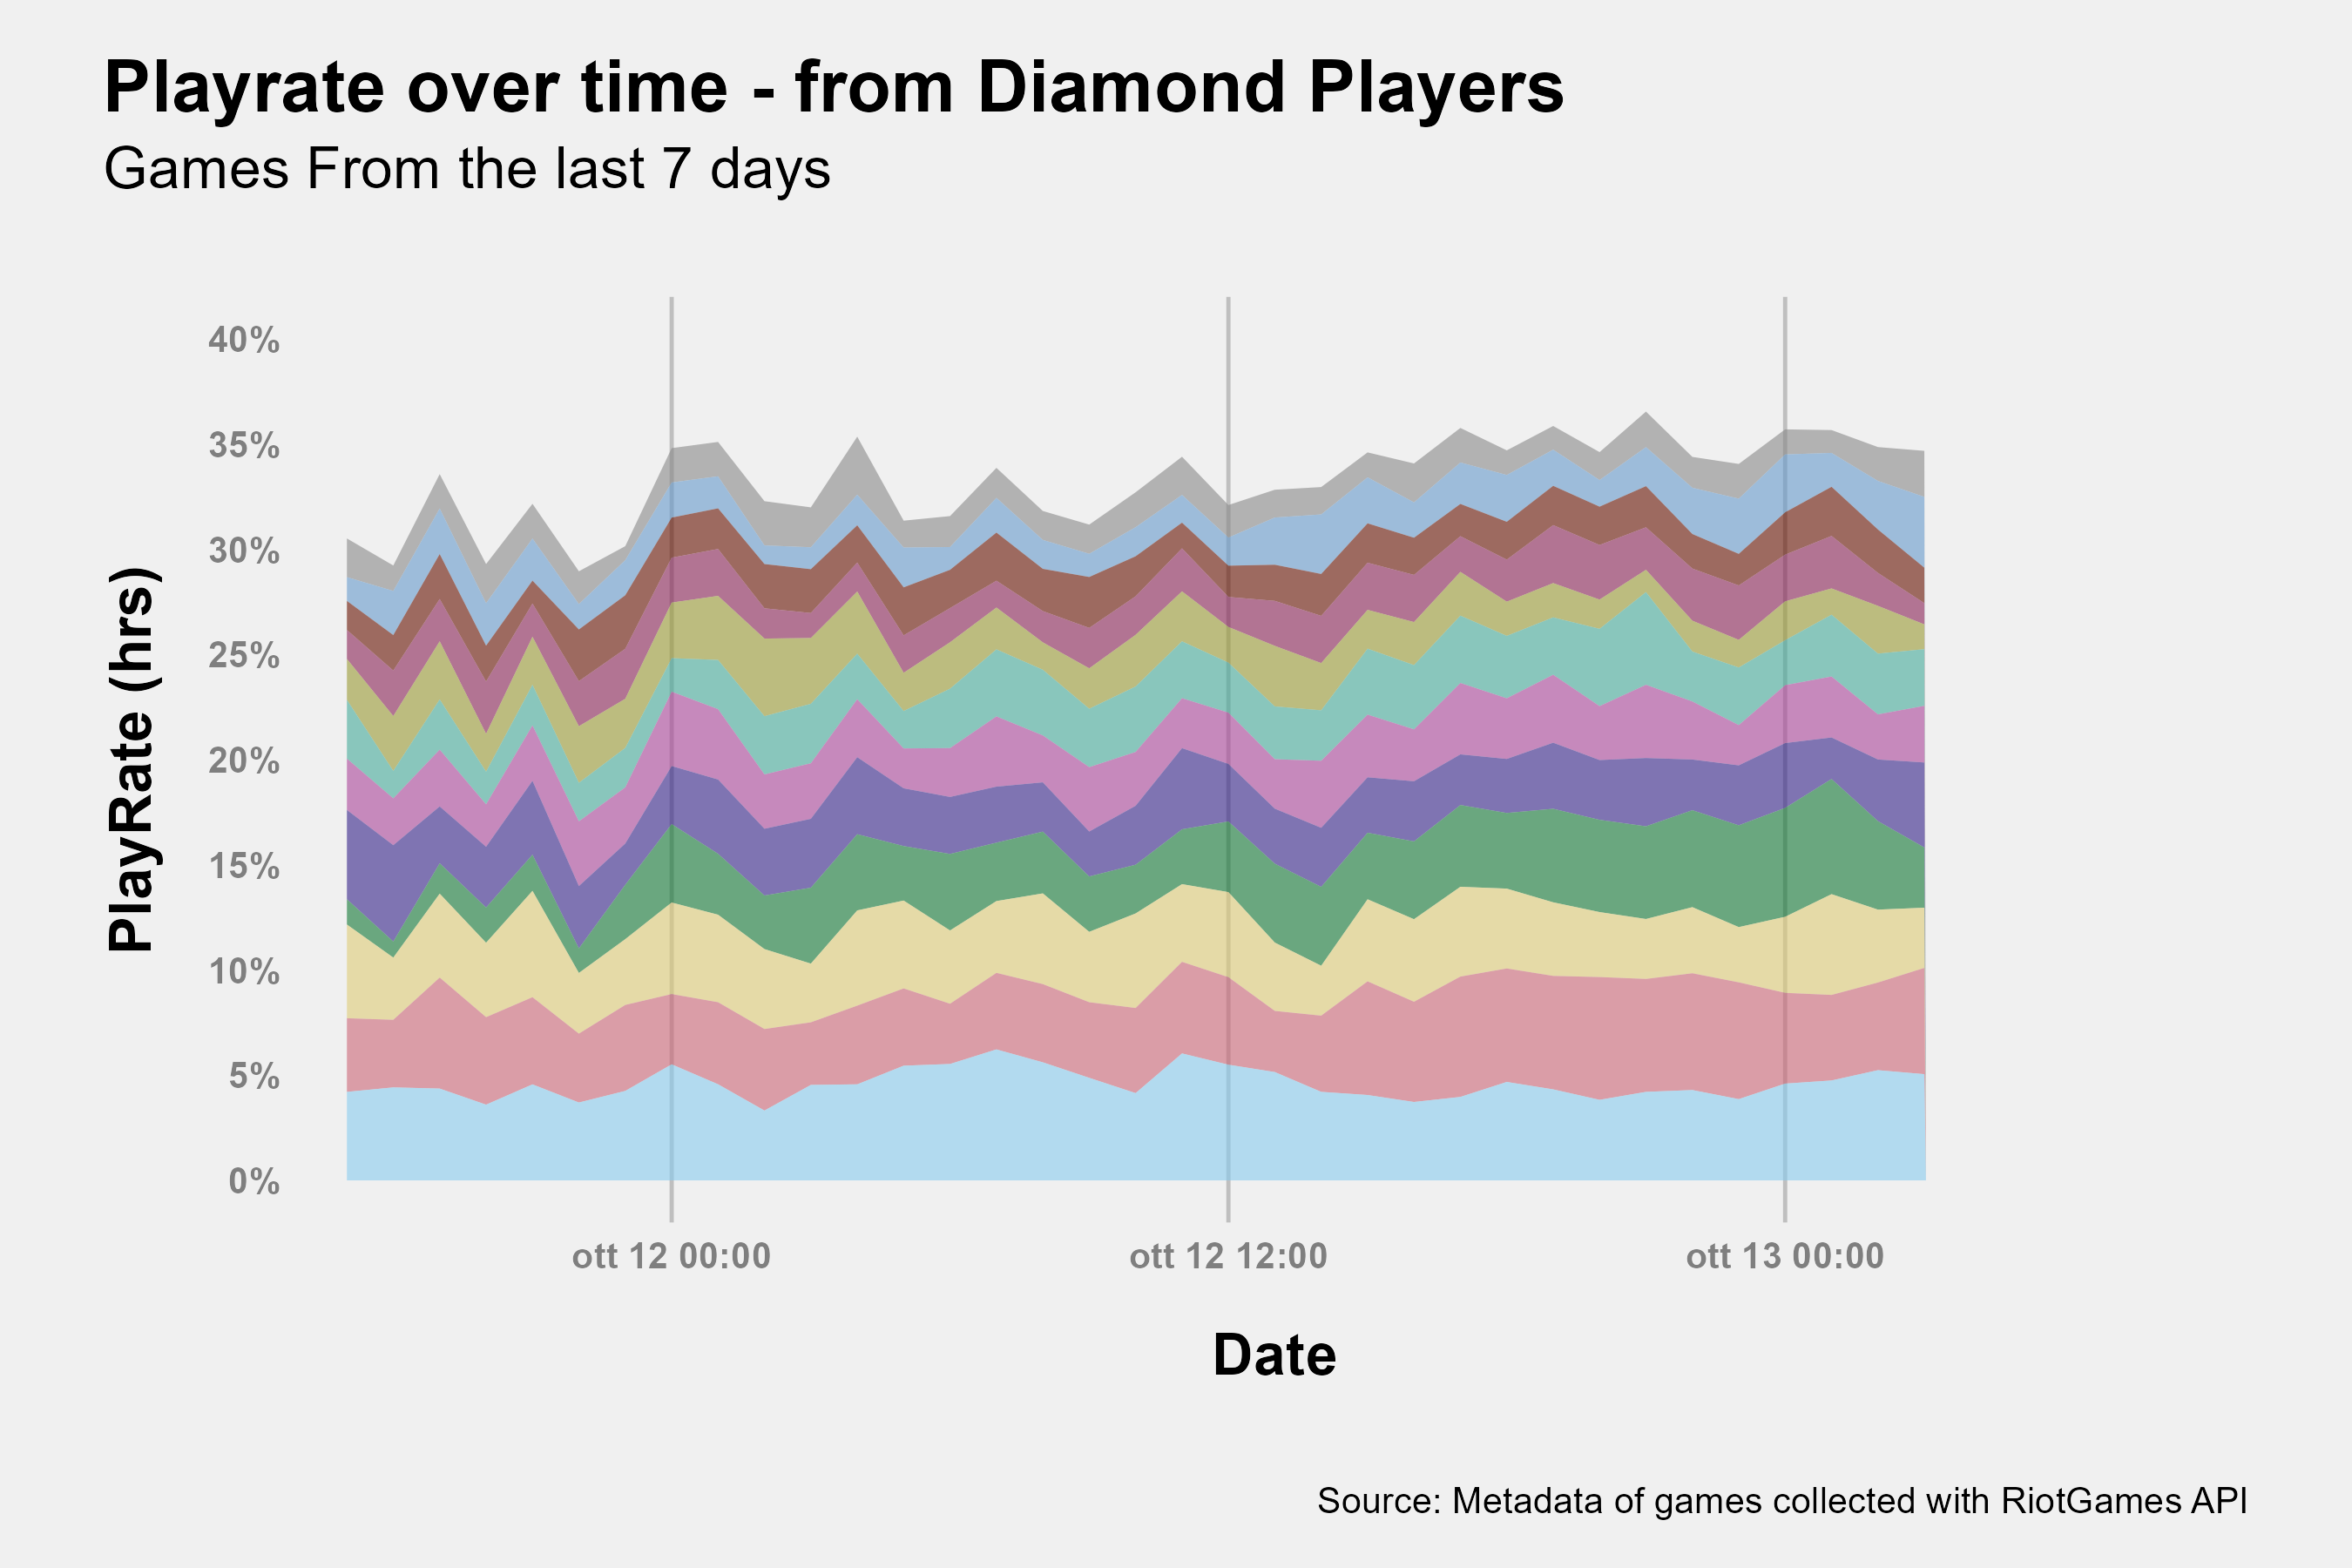 Playrate over time - from Diamond Players
Games From the last 7 days
PlayRate (hrs)
40%
35%
30%
25%
20%
15%
10%
5%
0%
ott 12 00:00
ott 12 12:00
ott 13 00:00
Date
Source: Metadata of games collected with RiotGames API